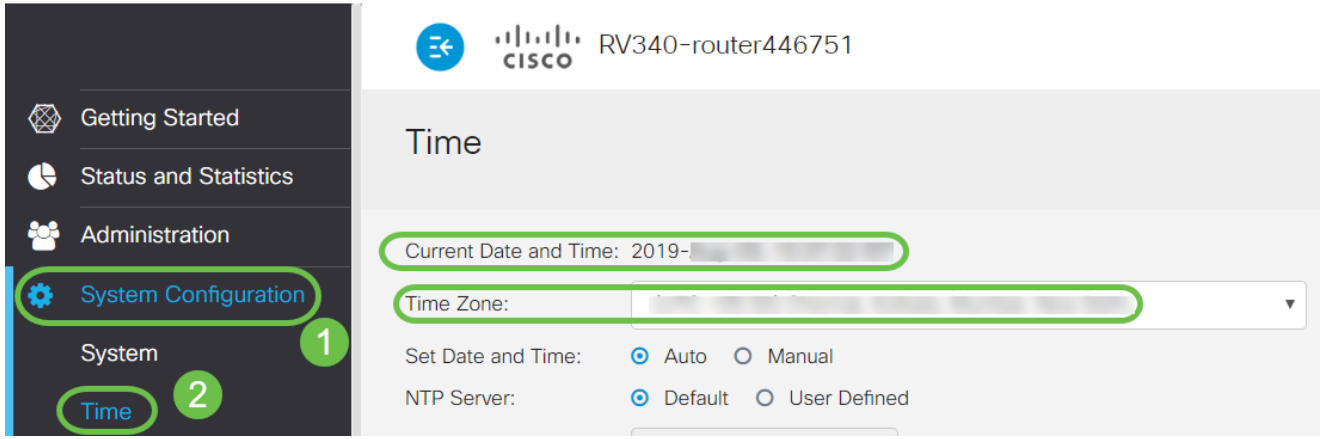 CISCO
RV340-router446751
Getting Started
Status and Statistics
Administration
System Configuration
1
System
Time
2
Time
Current Date and Time: 2019-
Time Zone:
Set Date and Time: Auto Manual
NTP Server: Default User Defined